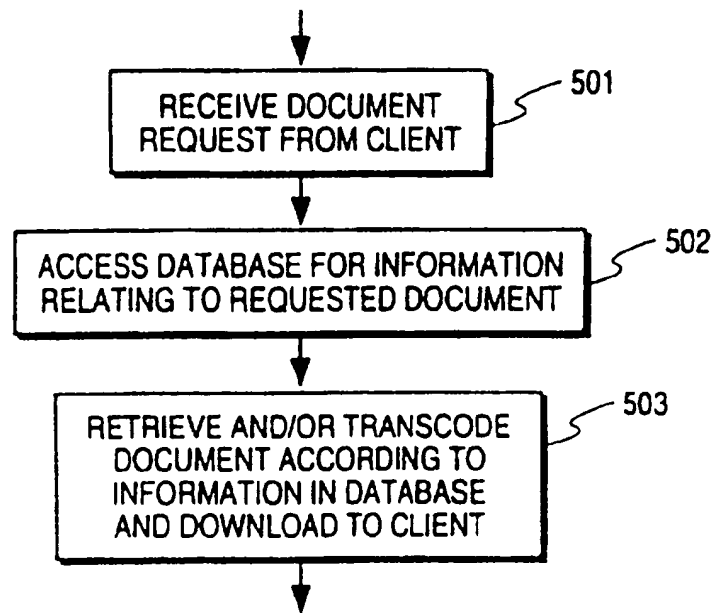 RECEIVE DOCUMENT
REQUEST FROM CLIENT
501
ACCESS DATABASE FOR INFORMATION
RELATING TO REQUESTED DOCUMENT
502
RETRIEVE AND/OR TRANSCODE
DOCUMENT ACCORDING TO
INFORMATION IN DATABASE
AND DOWNLOAD TO CLIENT
503